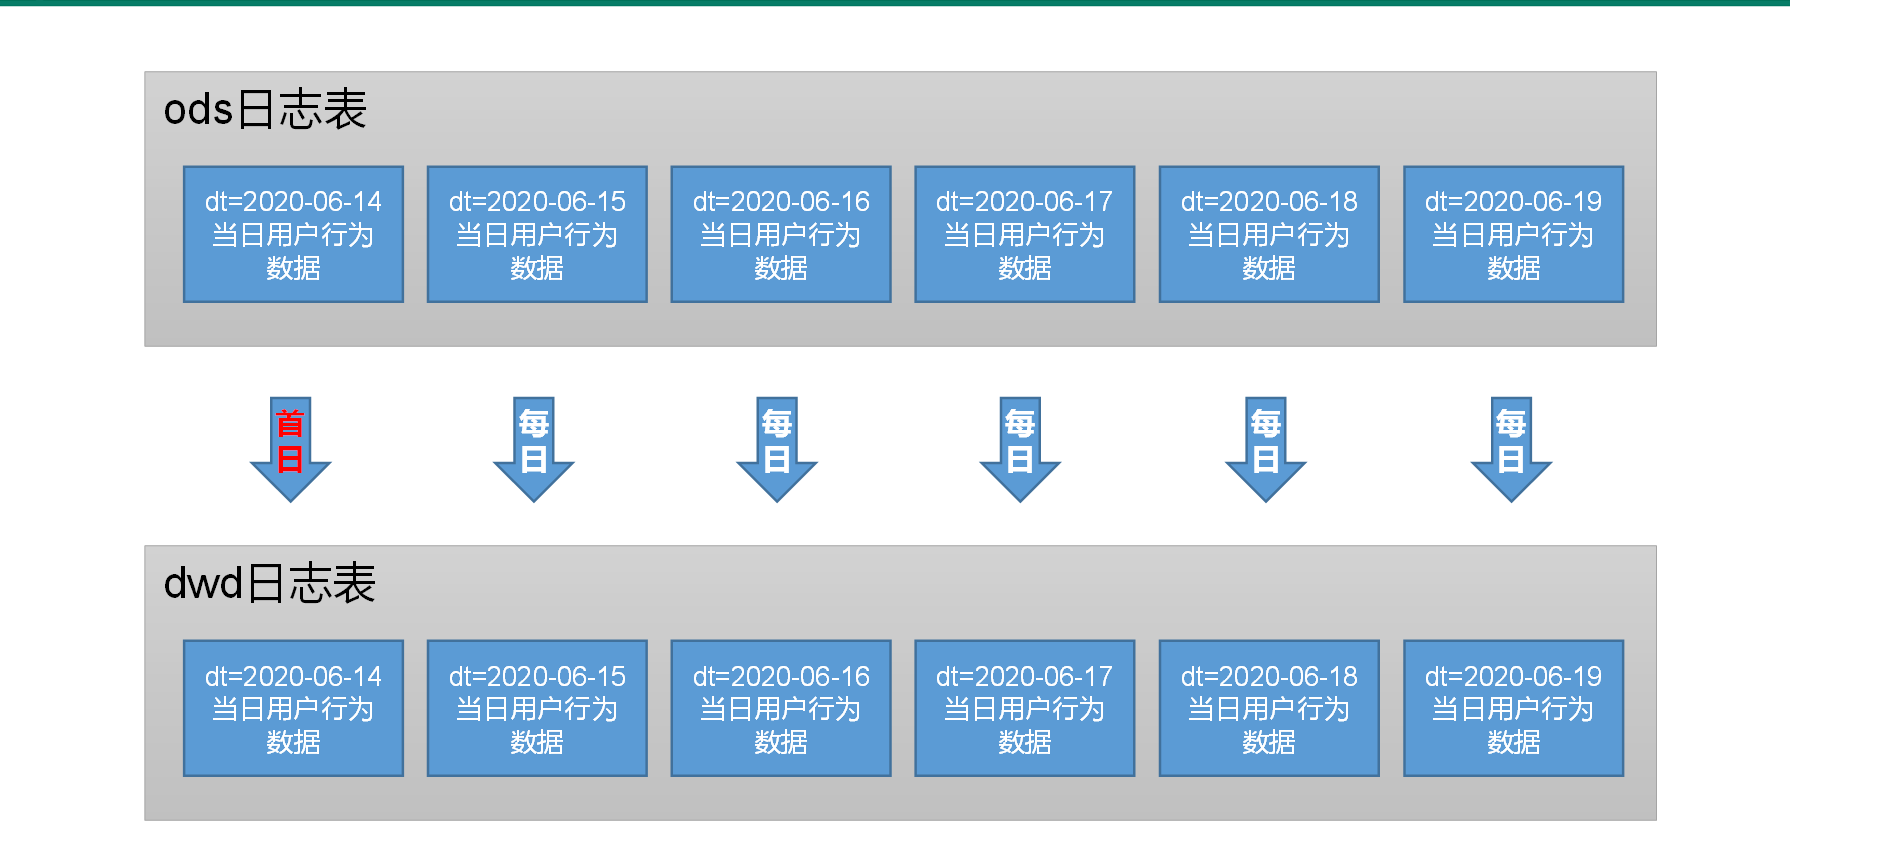 ods日志表
dt=2020-06-14
当日用户行为
数据
dt=2020-06-15
当日用户行为
数据
dt=2020-06-16
当日用户行为
数据
dt=2020-06-17
当日用户行为
数据
dt=2020-06-18
当日用户行为
数据
dt=2020-06-19
当日用户行为
数据
首
日
每
日
每
日
每
日
每
日
每
日
dwd日志表
dt=2020-06-14
当日用户行为
数据
dt=2020-06-15
当日用户行为
数据
dt=2020-06-16
当日用户行为
数据
dt=2020-06-17
当日用户行为
数据
dt=2020-06-18
当日用户行为
数据
dt=2020-06-19
当日用户行为
数据